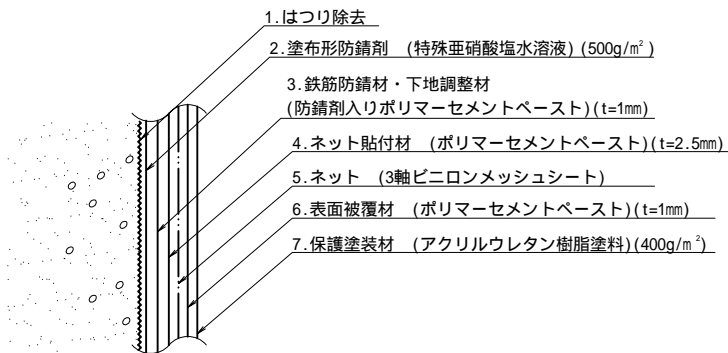 1.はつり除去
2.塗布形防錆剤 (特殊亜硝酸塩水溶液)(500g/m²)
3.鉄筋防錆材・下地調整材
(防錆剤入りポリマーセメントペースト)(t=1mm)
4.ネット貼付材 (ポリマーセメントペースト)(t=2.5mm)
5.ネット (3軸ビニロンメッシュシート)
6.表面被覆材 (ポリマーセメントペースト)(t=1mm)
7.保護塗装材 (アクリルウレタン樹脂塗料)(400g/m²)